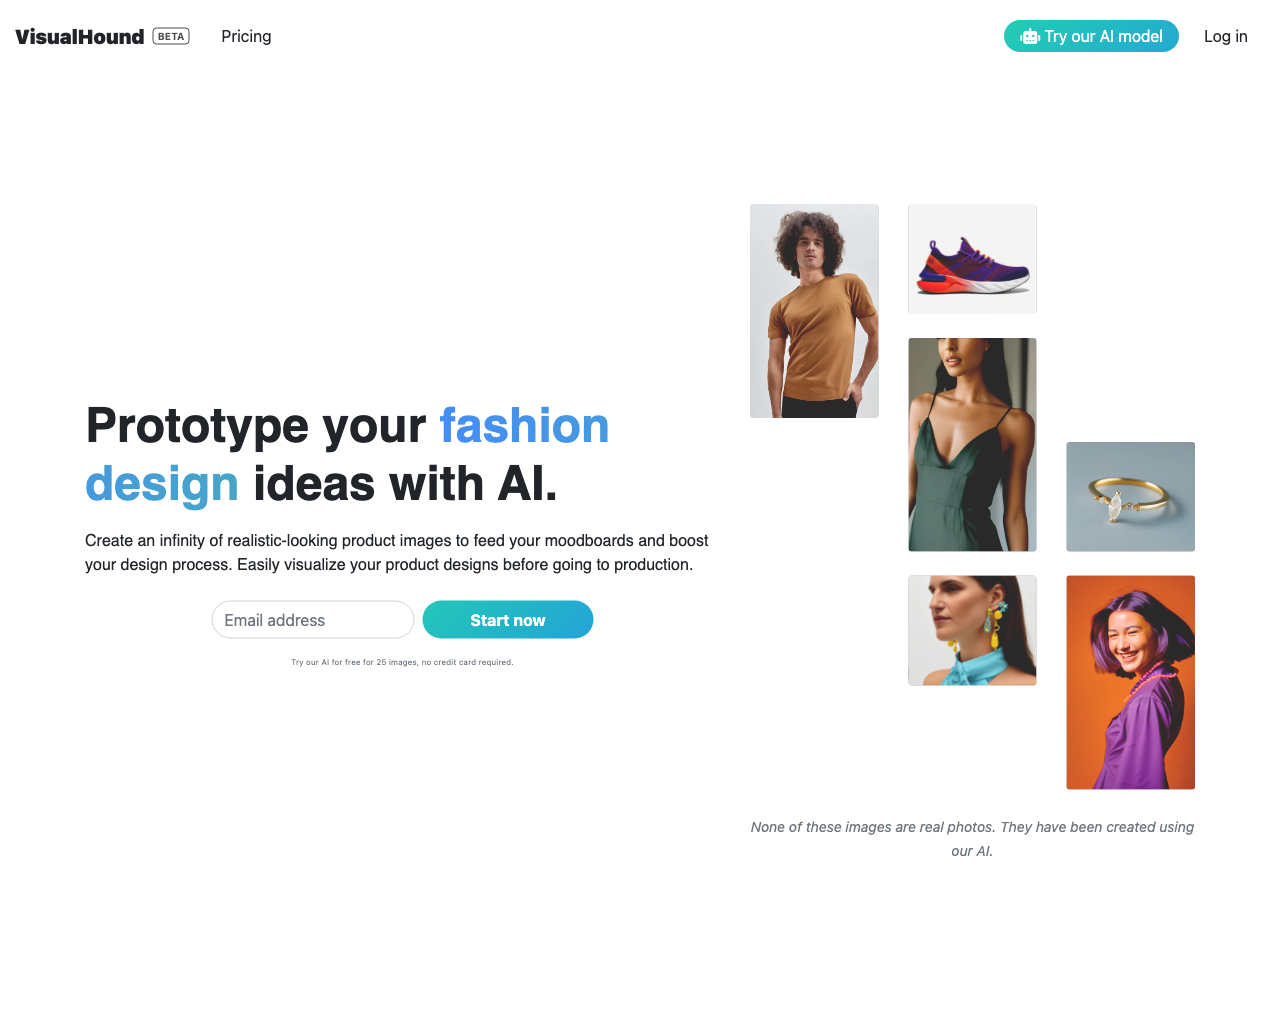 VisualHound BETA Pricing Try our AI model Log in
Prototype your fashion
design ideas with AI.
Create an infinity of realistic-looking product images to feed your moodboards and boost
your design process. Easily visualize your product designs before going to production.
Email address Start now
Try our AI for free for 25 images, no credit card required.
None of these images are real photos. They have been created using
our AI.